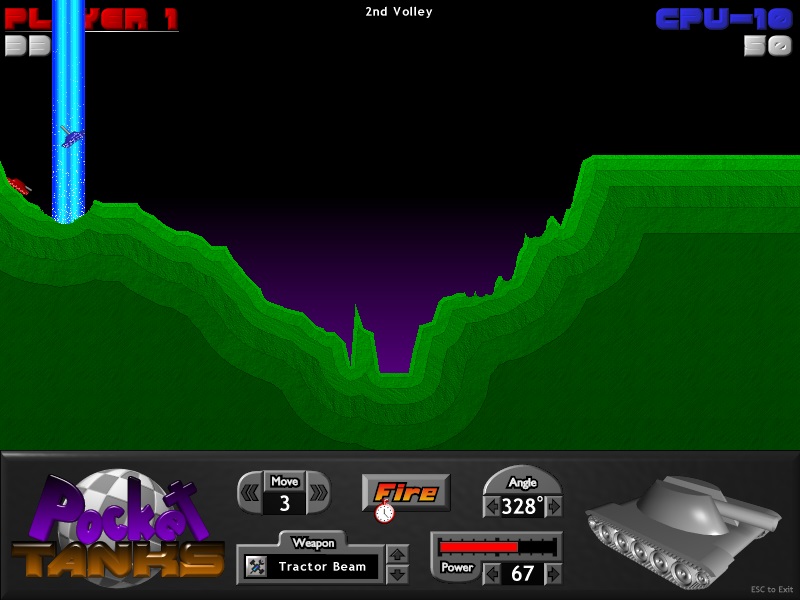 PLAYER 1
2nd Volley
CPU-10
50
Move
3
Fire
Angle
328°
Pocket
TANKS
Weapon
Tractor Beam
Power
67
ESC to Exit